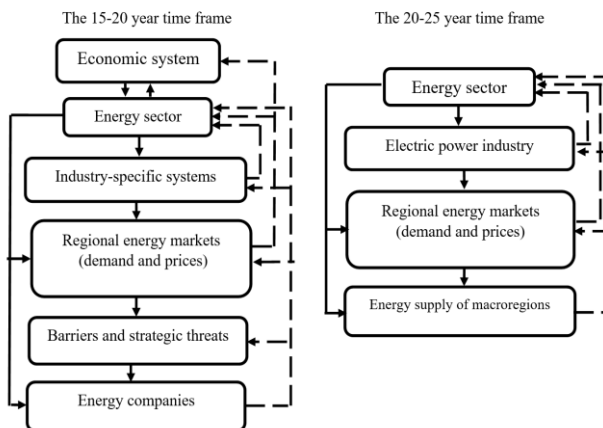 The 15-20 year time frame
Economic system
Energy sector
Industry-specific systems
Regional energy markets
(demand and prices)
Barriers and strategic threats
Energy companies
The 20-25 year time frame
Energy sector
Electric power industry
Regional energy markets
(demand and prices)
Energy supply of macroregions